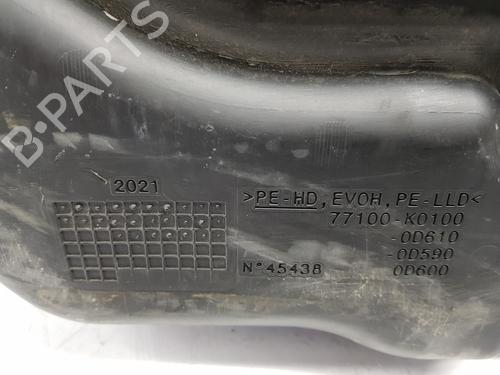 B-PARTS
2021
>PE-HD, EVOH, PE-LLD<
77100-K0100
-0D610
-0D590
N°45438 0D600